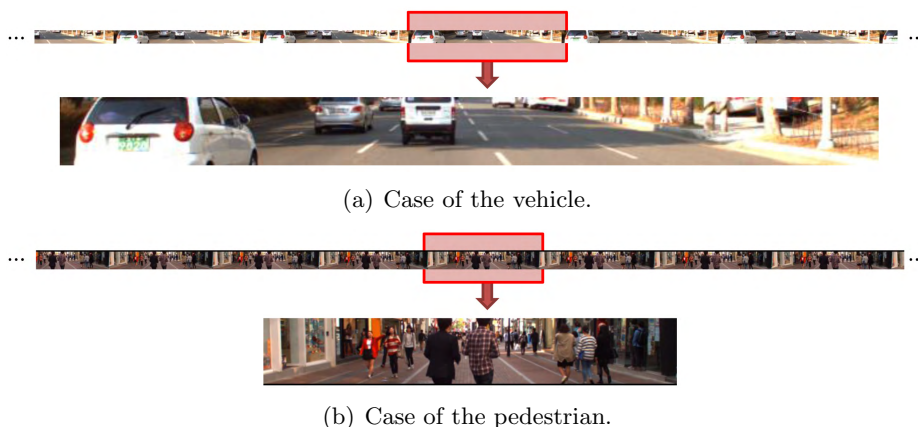 ... ...
(a) Case of the vehicle.
... ...
(b) Case of the pedestrian.